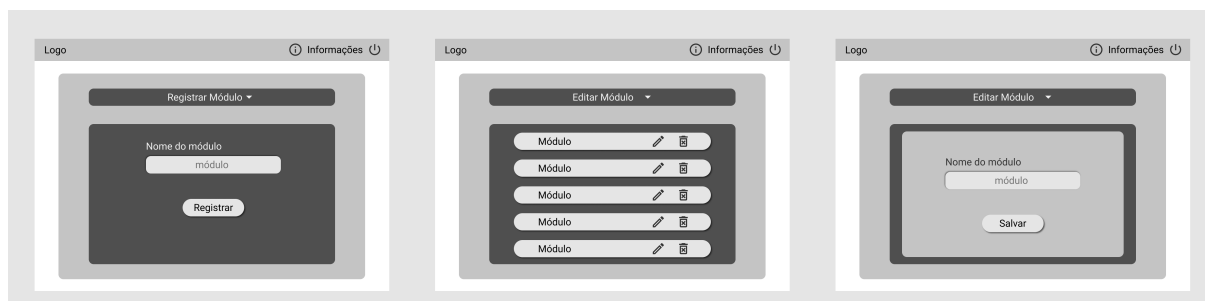 Logo
Informações
Registrar Módulo
Nome do módulo
módulo
Registrar
Logo
Informações
Editar Módulo
Módulo
Módulo
Módulo
Módulo
Módulo
Logo
Informações
Editar Módulo
Nome do módulo
módulo
Salvar